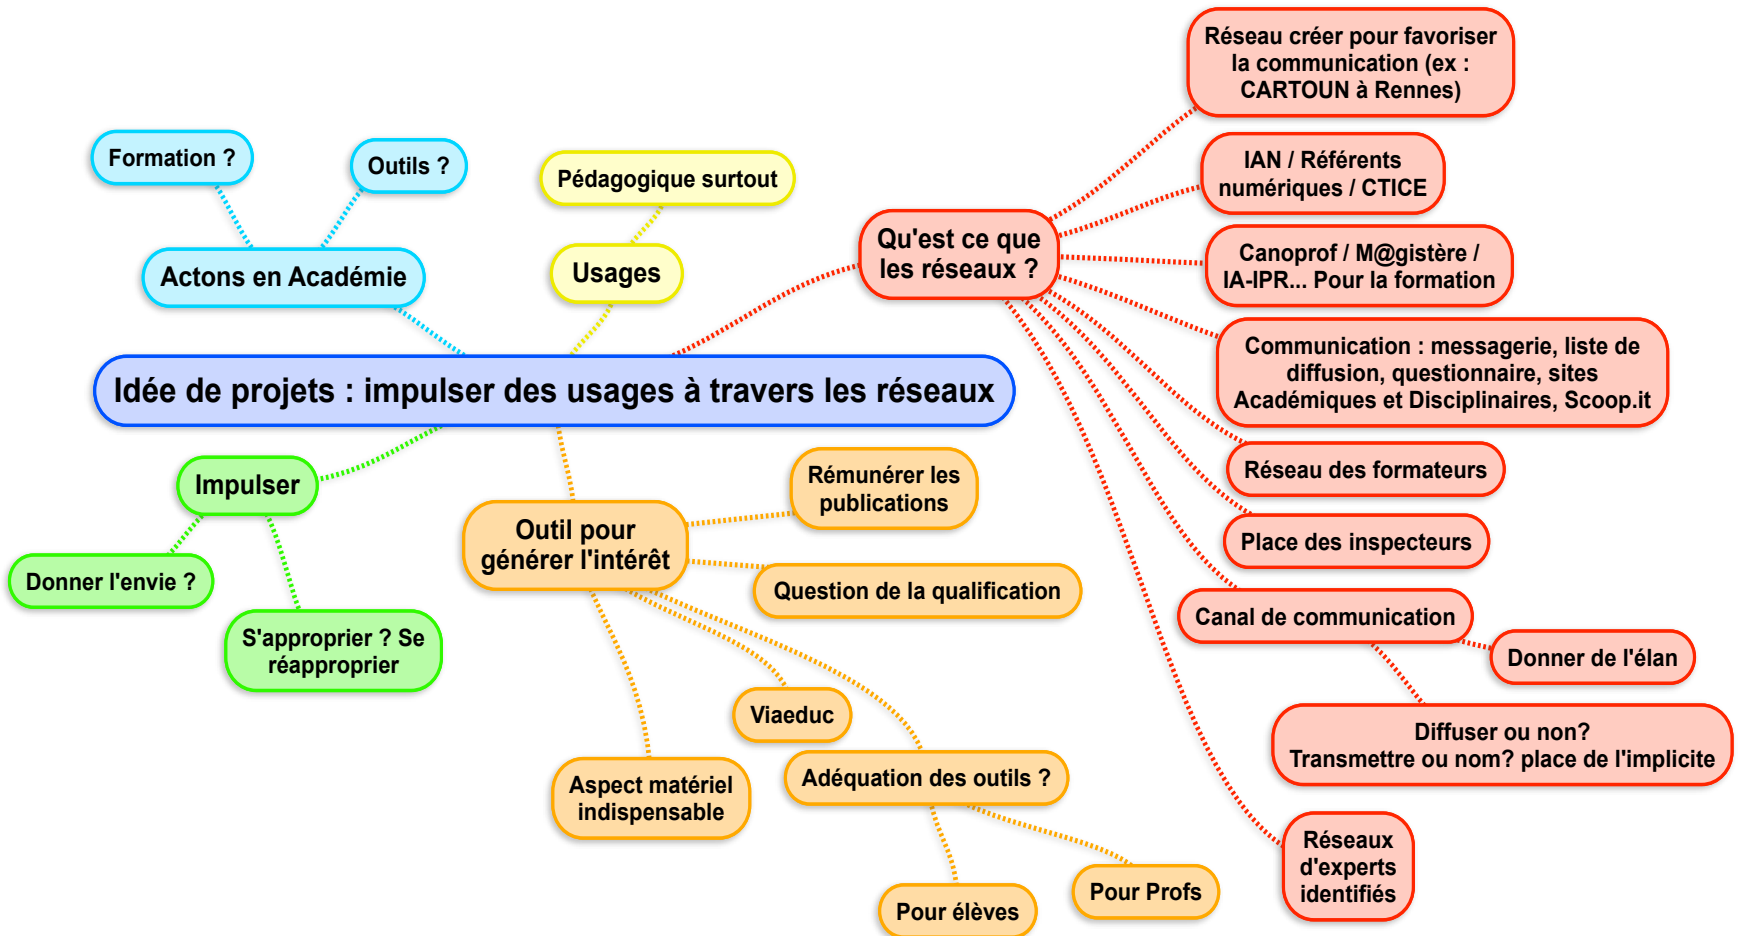 Réseau créer pour favoriser
la communication (ex :
CARTOUN à Rennes)
Formation ?
Outils ?
Pédagogique surtout
IAN / Référents
numériques / CTICE
Qu'est ce que
les réseaux ?
Actons en Académie
Usages
Canoprof / M@gistère /
IA-IPR... Pour la formation
Communication : messagerie, liste de
diffusion, questionnaire, sites
Académiques et Disciplinaires, Scoop.it
Idée de projets : impulser des usages à travers les réseaux
Réseau des formateurs
Impulser
Rémunérer les
publications
Outil pour
générer l'intérêt
Place des inspecteurs
Donner l'envie ?
Question de la qualification
Canal de communication
S'approprier ? Se
réapproprier
Donner de l'élan
Viaeduc
Diffuser ou non?
Transmettre ou nom? place de l'implicite
Aspect matériel
indispensable
Adéquation des outils ?
Réseaux
d'experts
identifiés
Pour Profs
Pour élèves